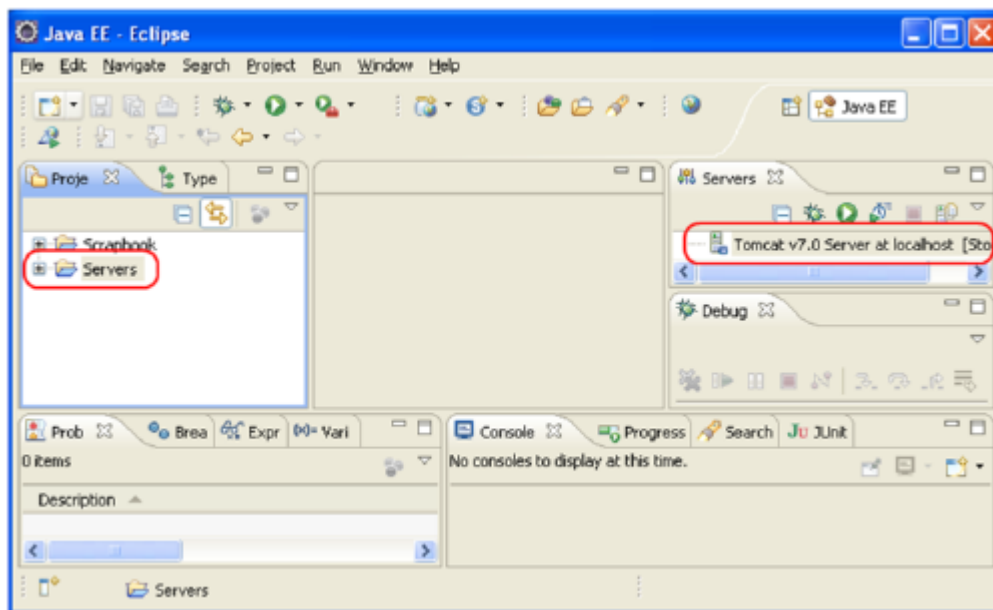 Java EE - Eclipse
File Edit Navigate Search Project Run Window Help
Java EE
Proje
Type
Scrapbook
Servers
Servers
Tomcat v7.0 Server at localhost [Sto
Debug
Prob
Brea
Expr
(x)= Vari
0 items
Description
Console
Progress
Search
JU JUnit
No consoles to display at this time.
Servers